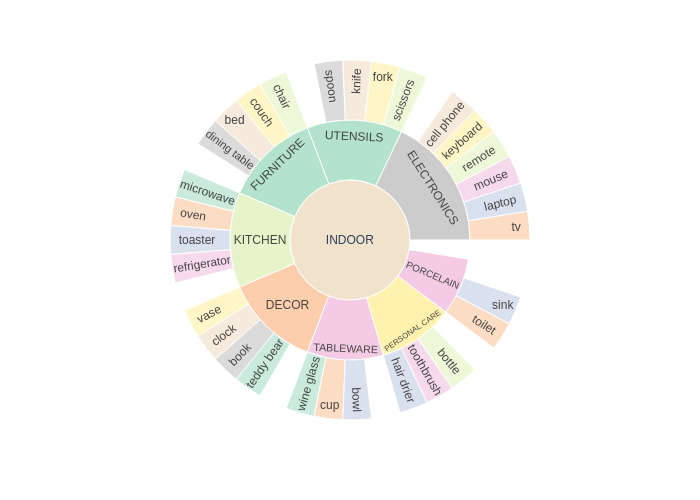 INDOOR
ELECTRONICS
tv
laptop
mouse
remote
keyboard
cell phone
UTENSILS
scissors
fork
knife
spoon
FURNITURE
chair
couch
bed
dining table
KITCHEN
microwave
oven
toaster
refrigerator
DECOR
vase
clock
book
teddy bear
TABLEWARE
wine glass
cup
bowl
PERSONAL CARE
hair drier
toothbrush
bottle
PORCELAIN
toilet
sink